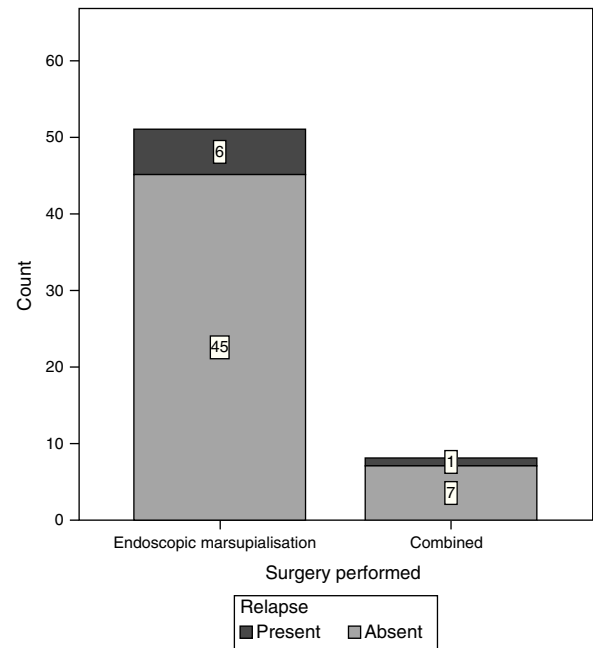 60
50
40
30
20
10
0
Count
6
45
1
7
Endoscopic marsupialisation
Combined
Surgery performed
Relapse
Present Absent